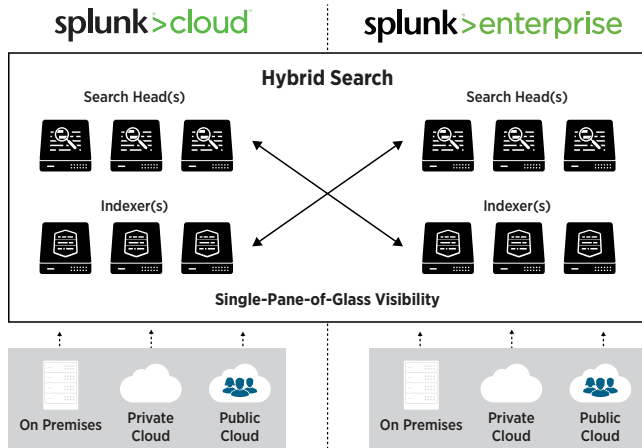 splunk>cloud™
splunk>enterprise
Hybrid Search
Search Head(s)
Search Head(s)
Indexer(s)
Indexer(s)
Single-Pane-of-Glass Visibility
On Premises
Private
Cloud
Public
Cloud
On Premises
Private
Cloud
Public
Cloud